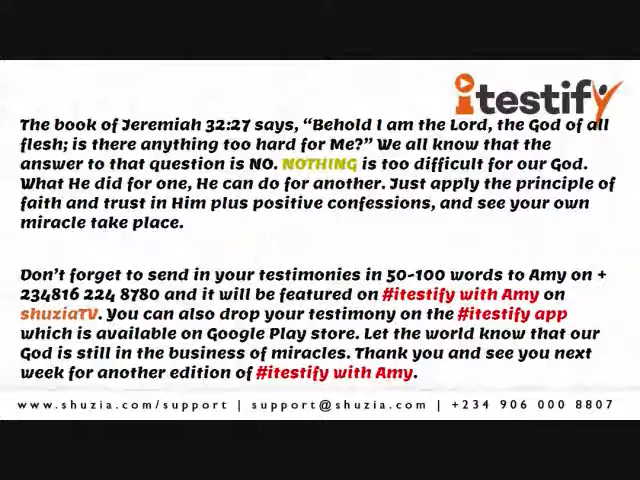 itestify
The book of Jeremiah 32:27 says, “Behold I am the Lord, the God of all
flesh; is there anything too hard for Me?” We all know that the
answer to that question is NO. NOTHING is too difficult for our God.
What He did for one, He can do for another. Just apply the principle of
faith and trust in Him plus positive confessions, and see your own
miracle take place.
Don’t forget to send in your testimonies in 50-100 words to Amy on +
234816 224 8780 and it will be featured on #itestify with Amy on
shuziaTV. You can also drop your testimony on the #itestify app
which is available on Google Play store. Let the world know that our
God is still in the business of miracles. Thank you and see you next
week for another edition of #itestify with Amy.
www.shuzia.com/support | support@shuzia.com | +234 906 000 8807